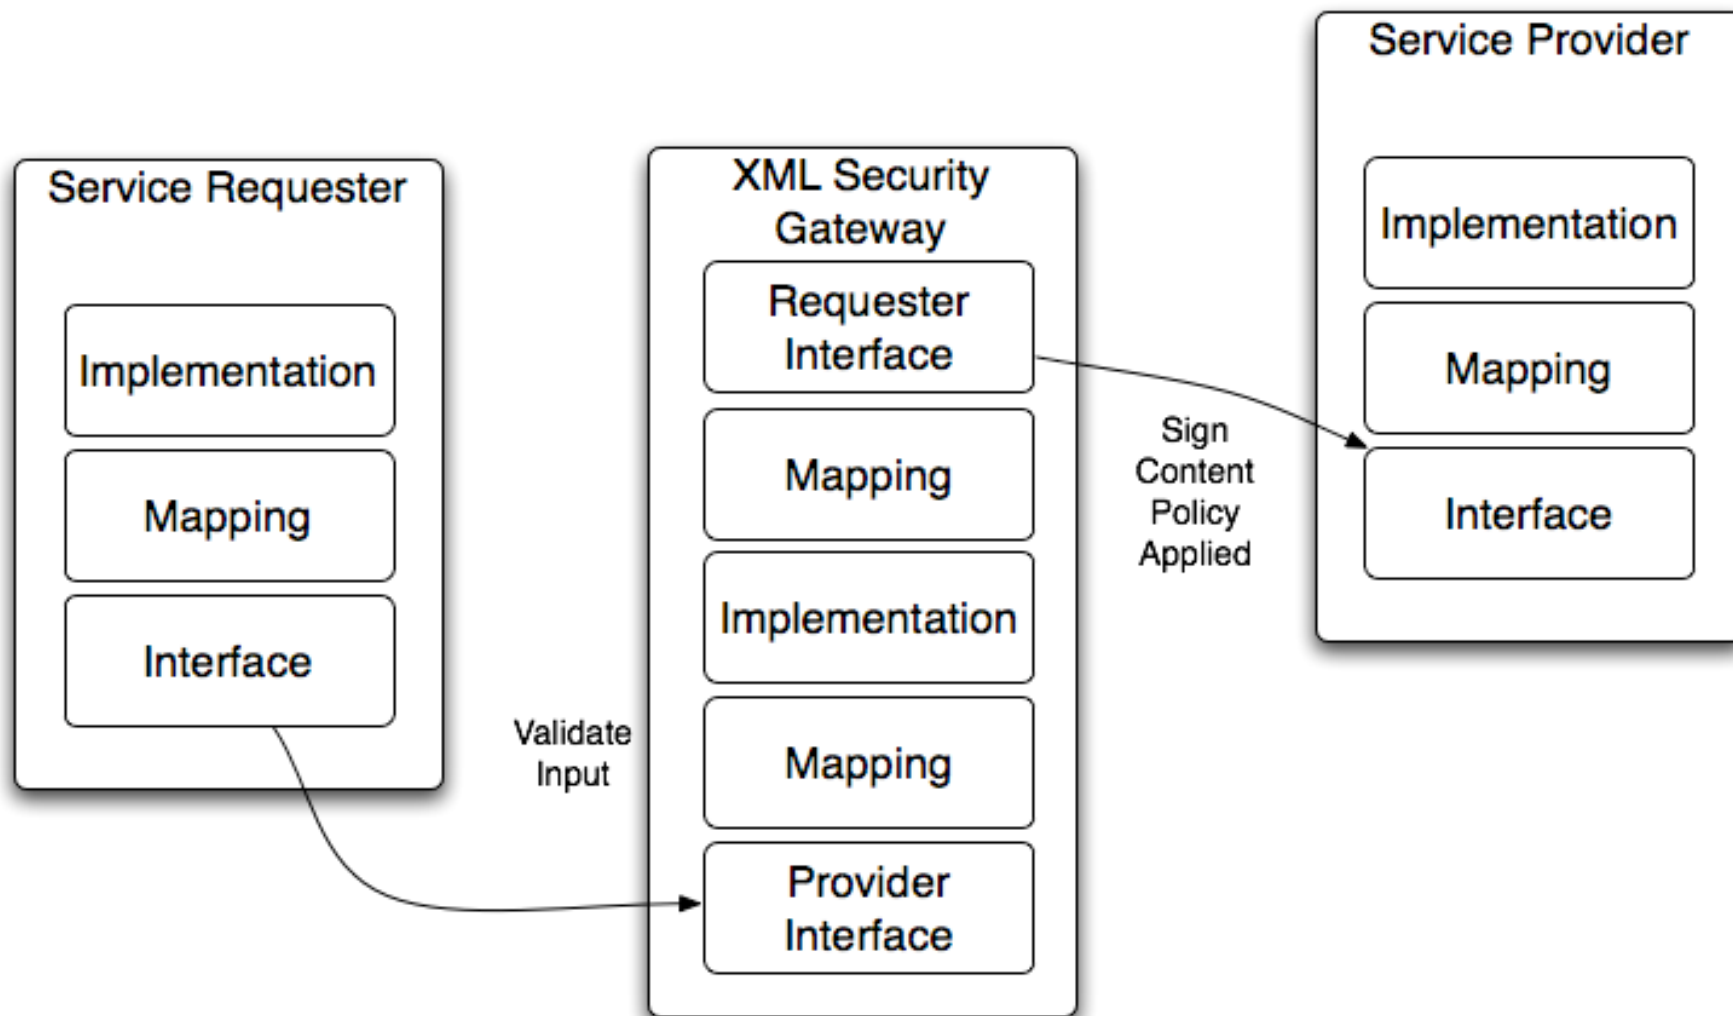 Service Requester
Implementation
Mapping
Interface
Validate
Input
XML Security
Gateway
Requester
Interface
Mapping
Implementation
Mapping
Provider
Interface
Sign
Content
Policy
Applied
Service Provider
Implementation
Mapping
Interface